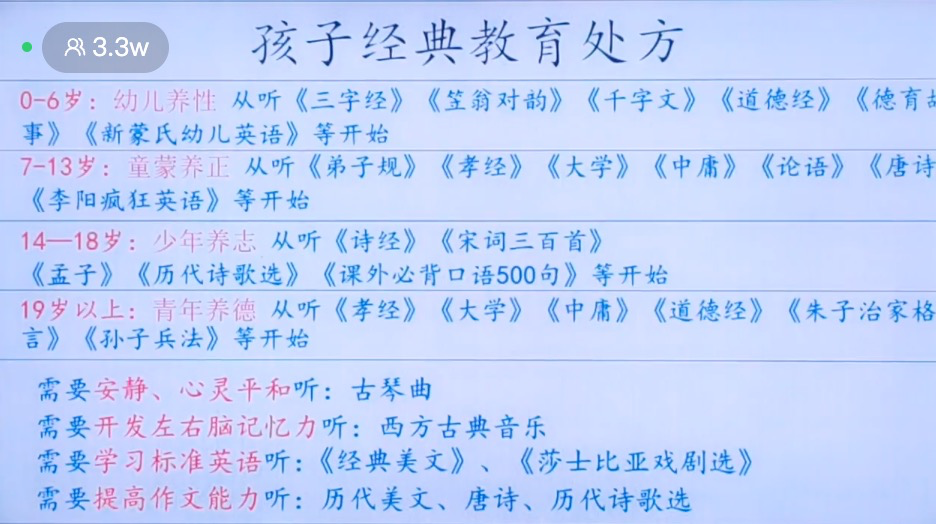 3.3w
孩子经典教育处方
0-6岁：幼儿养性 从听《三字经》《笠翁对韵》《千字文》《道德经》《德育故
事》《新蒙氏幼儿英语》等开始
7-13岁：童蒙养正 从听《弟子规》《孝经》《大学》《中庸》《论语》《唐诗
《李阳疯狂英语》等开始
14—18岁：少年养志 从听《诗经》《宋词三百首》
《孟子》《历代诗歌选》《课外必背口语500句》等开始
19岁以上：青年养德 从听《孝经》《大学》《中庸》《道德经》《朱子治家格
言》《孙子兵法》等开始
需要安静、心灵平和听：古琴曲
需要开发左右脑记忆力听：西方古典音乐
需要学习标准英语听：《经典美文》、《莎士比亚戏剧选》
需要提高作文能力听：历代美文、唐诗、历代诗歌选